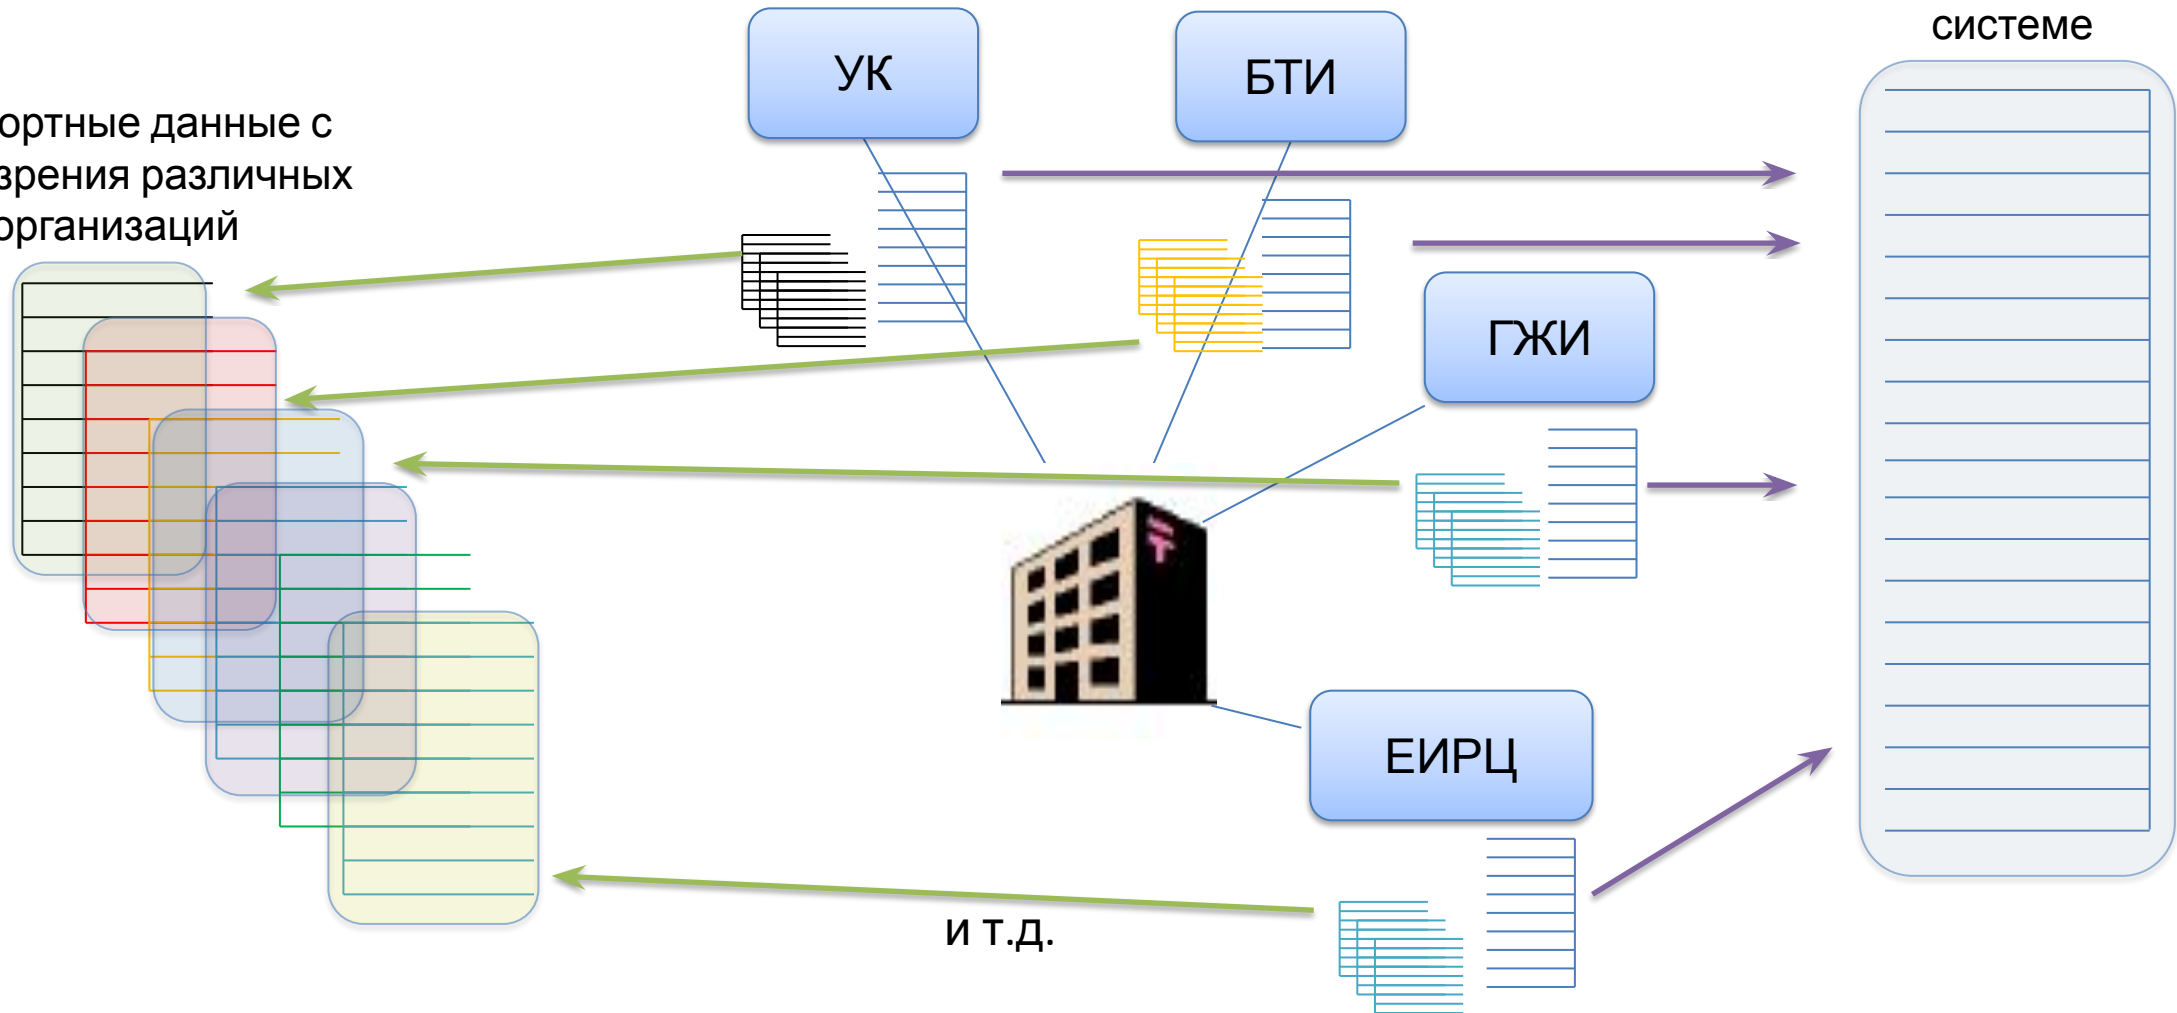 системе
УК
БТИ
ортные данные с
зрения различных
организаций
ГЖИ
ЕИРЦ
и т.д.